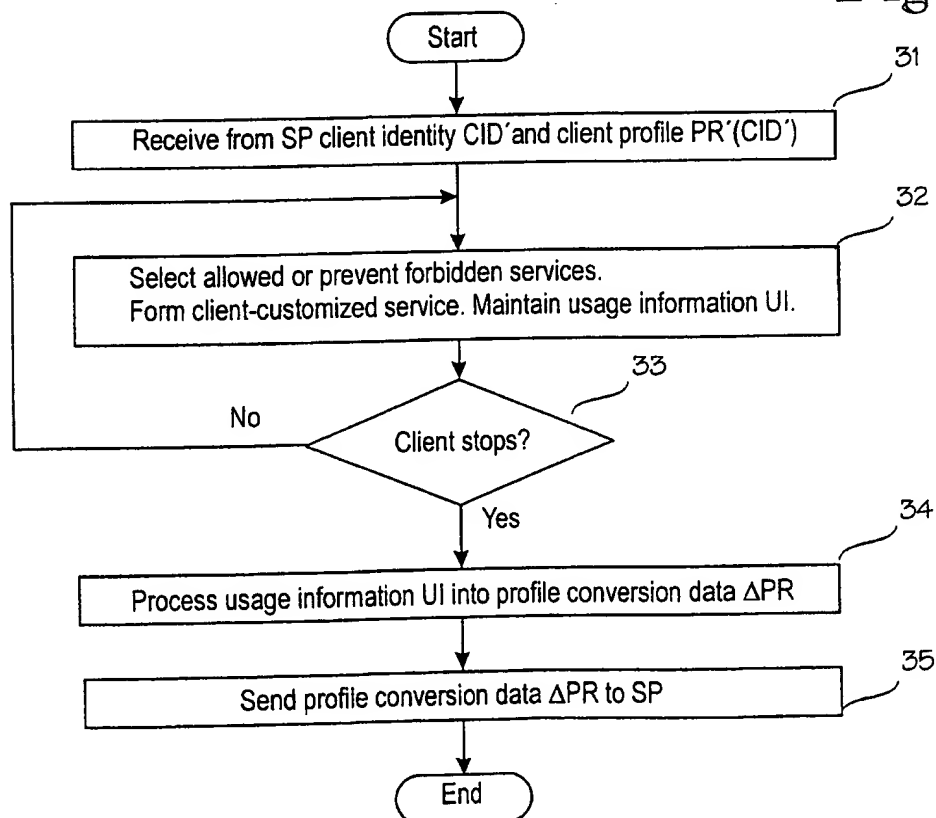 Start
31
Receive from SP client identity CID´and client profile PR´(CID´)
32
Select allowed or prevent forbidden services.
Form client-customized service. Maintain usage information UI.
33
No
Client stops?
Yes
34
Process usage information UI into profile conversion data ΔPR
35
Send profile conversion data ΔPR to SP
End